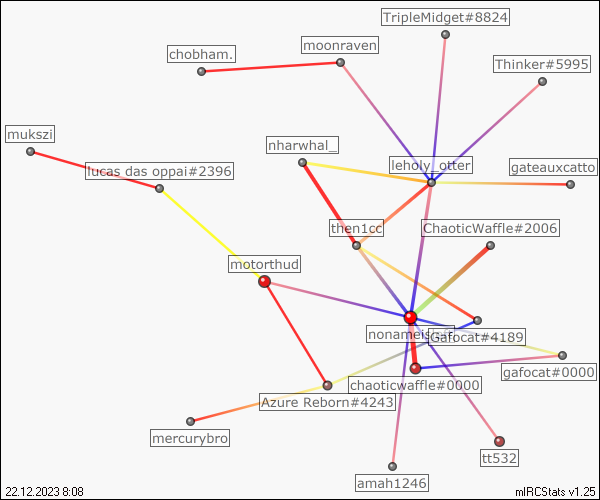 TripleMidget#8824
moonraven
chobham.
Thinker#5995
mukszi
nharwhal_
leholy_otter
gateauxcatto
lucas das oppai#2396
then1cc
ChaoticWaffle#2006
motorthud
Gafocat#4189
gafocat#0000
chaoticwaffle#0000
Azure Reborn#4243
mercurybro
tt532
amah1246
22.12.2023 8:08
mIRCStats v1.25